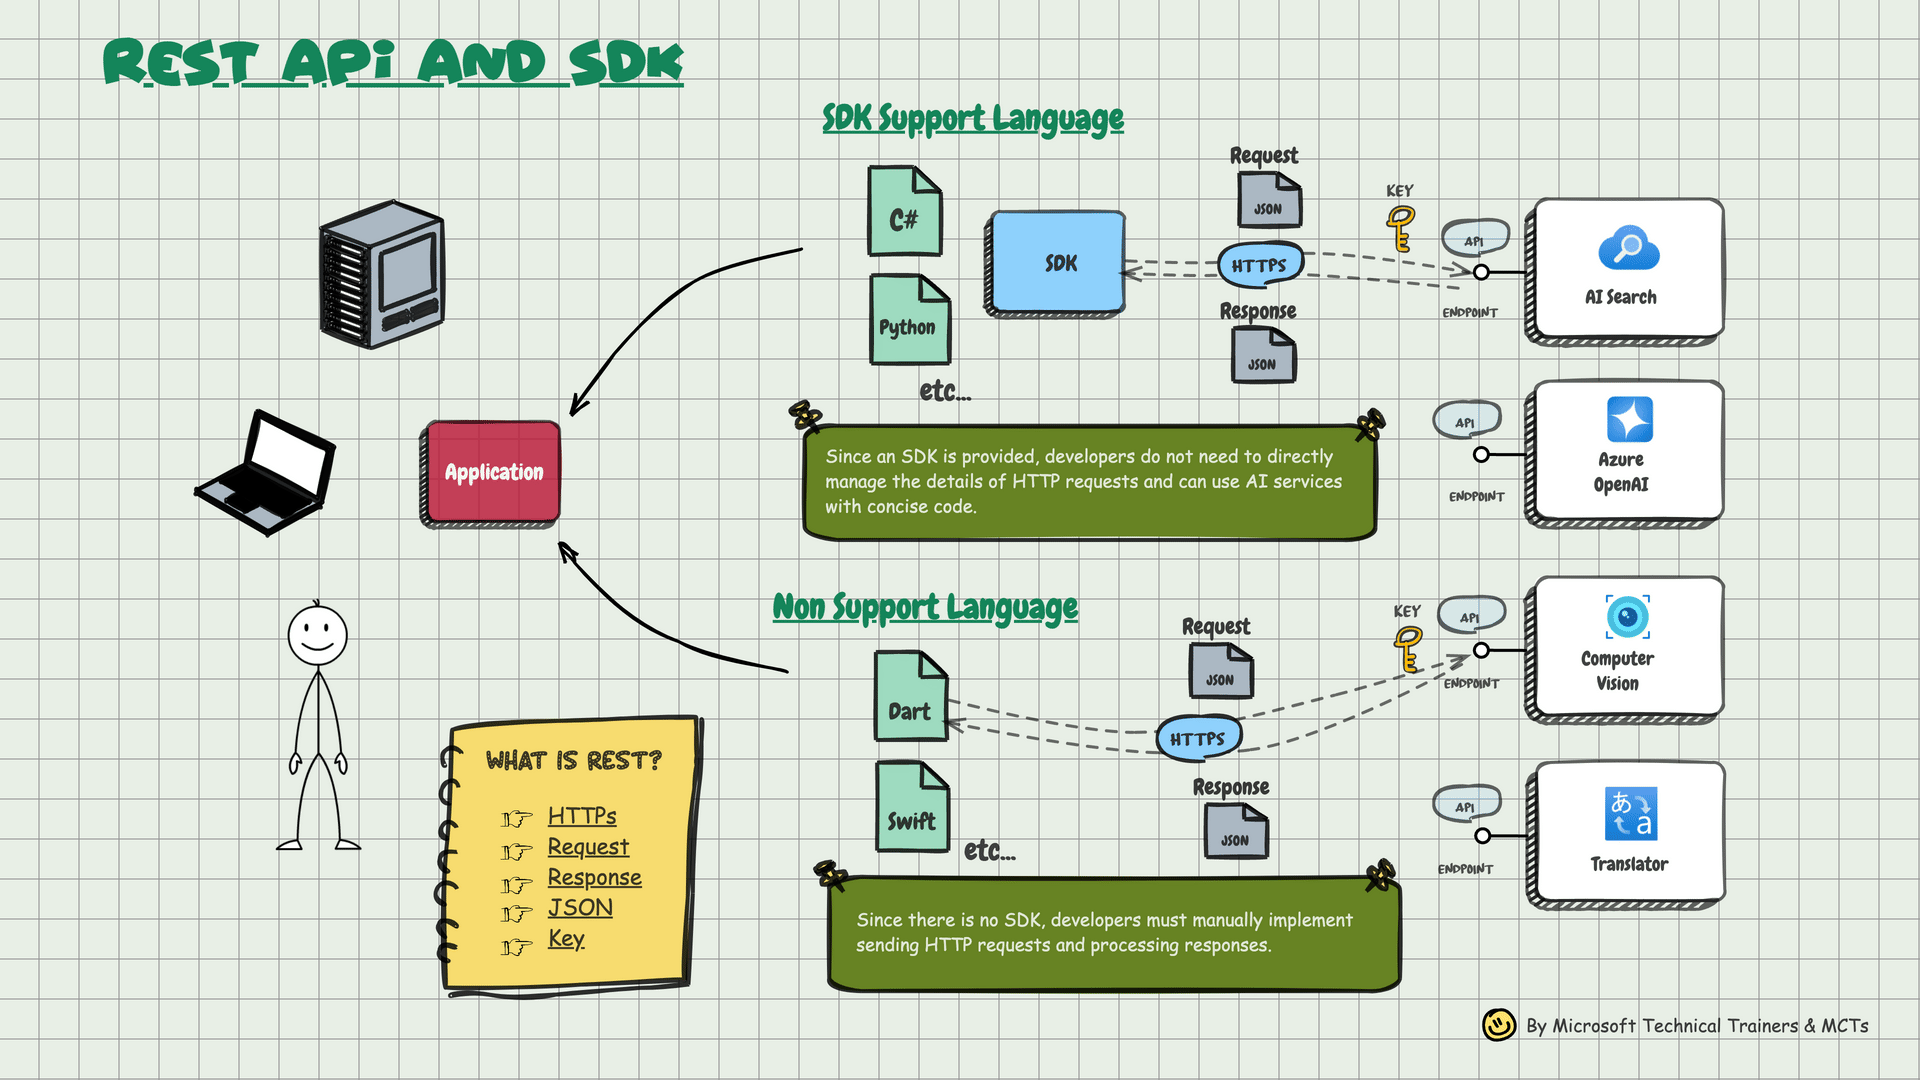 REST API AND SDK
SDK Support Language
C#
Python
etc...
SDK
Request
JSON
HTTPS
Response
JSON
KEY
API
ENDPOINT
AI Search
API
ENDPOINT
Azure
OpenAI
Application
Since an SDK is provided, developers do not need to directly
manage the details of HTTP requests and can use AI services
with concise code.
Non Support Language
Dart
Swift
etc...
Request
JSON
HTTPS
Response
JSON
KEY
API
ENDPOINT
Computer
Vision
API
ENDPOINT
あ
a
Translator
WHAT IS REST?
HTTPs
Request
Response
JSON
Key
Since there is no SDK, developers must manually implement
sending HTTP requests and processing responses.
By Microsoft Technical Trainers & MCTs